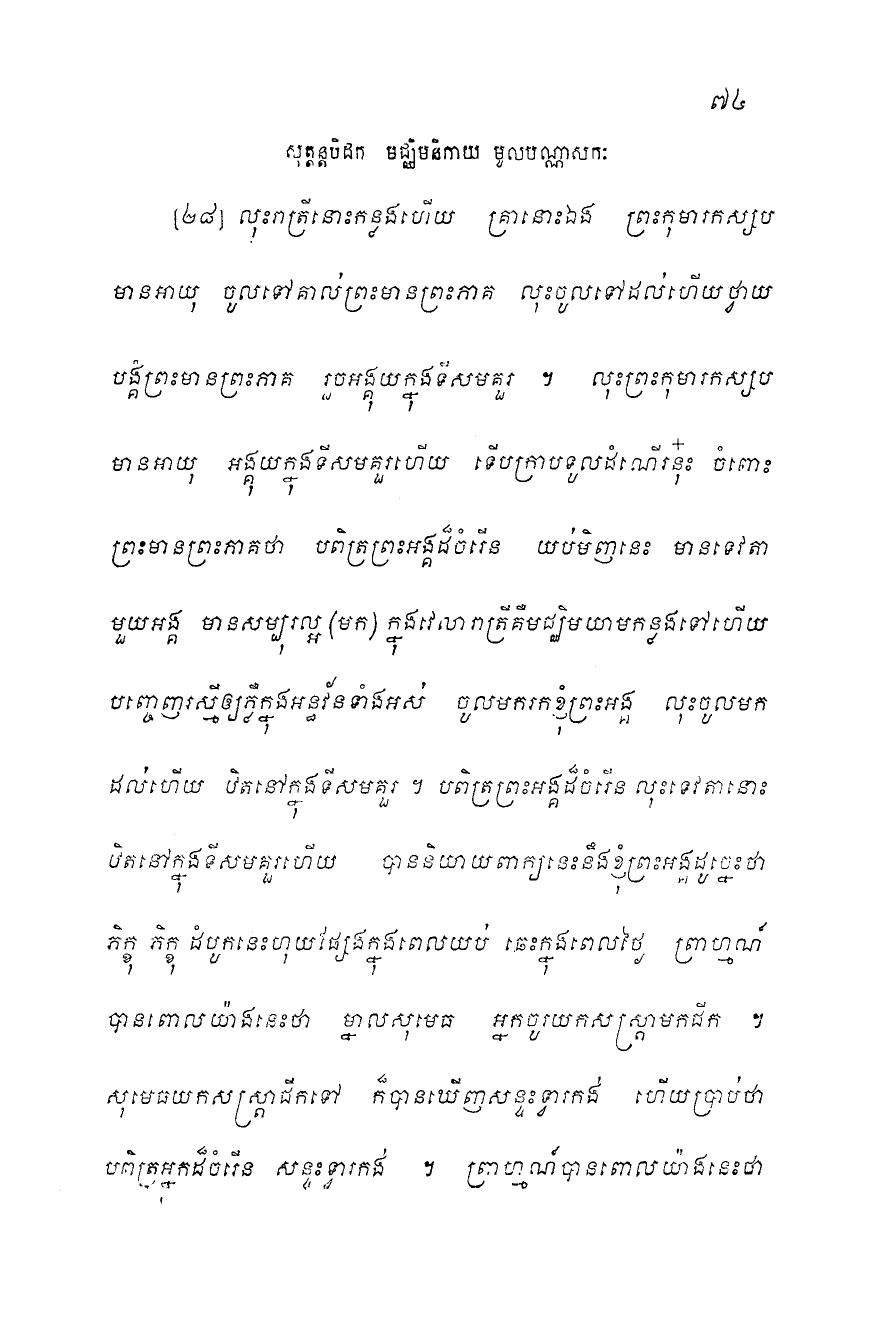 ៧៤
សុត្តន្តបិដក មជ្ឈិមនិកាយ មូលបណ្ណាសកៈ
[២៨] លុះរាត្រីនោះកន្លងហើយ គ្រានោះឯង ព្រះកុមារកស្សប
មានអាយុ ចូលទៅគាល់ព្រះមានព្រះភាគ លុះចូលទៅដល់ហើយថ្វាយ
បង្គំព្រះមានព្រះភាគ រួចអង្គុយក្នុងទីសមគួរ ។ លុះព្រះកុមារកស្សប
មានអាយុ អង្គុយក្នុងទីសមគួរហើយ ទើបក្រាបទូលដំណើរនុ៎ះ ចំពោះ
ព្រះមានព្រះភាគថា បពិត្រព្រះអង្គដ៏ចំរើន យប់មិញនេះ មានទេវតា
មួយអង្គ មានសម្បុរល្អ (មក) ក្នុងវេលារាត្រីគឺមជ្ឈិមយាមកន្លងទៅហើយ
បញ្ចេញរស្មីឲ្យភ្លឺក្នុងអន្ធវ័នទាំងអស់ ចូលមករកខ្ញុំព្រះអង្គ លុះចូលមក
ដល់ហើយ ឋិតនៅក្នុងទីសមគួរ ។ បពិត្រព្រះអង្គដ៏ចំរើន លុះទេវតានោះ
ឋិតនៅក្នុងទីសមគួរហើយ បាននិយាយពាក្យនេះនឹងខ្ញុំព្រះអង្គដូច្នេះថា
ភិក្ខុ ភិក្ខុ ដំបូកនេះហុយផ្សែងក្នុងពេលយប់ ឆេះក្នុងពេលថ្ងៃ ព្រាហ្មណ៍
បានពោលយ៉ាងនេះថា ម្នាលសុមេធ អ្នកចូរយកសស្ត្រាមកជីក ។
សុមេធយកសស្ត្រាជីកទៅ ក៏បានឃើញសន្ទះទ្វារកង់ ហើយប្រាប់ថា
បពិត្រអ្នកដ៏ចំរើន សន្ទះទ្វារកង់ ។ ព្រាហ្មណ៍បានពោលយ៉ាងនេះថា